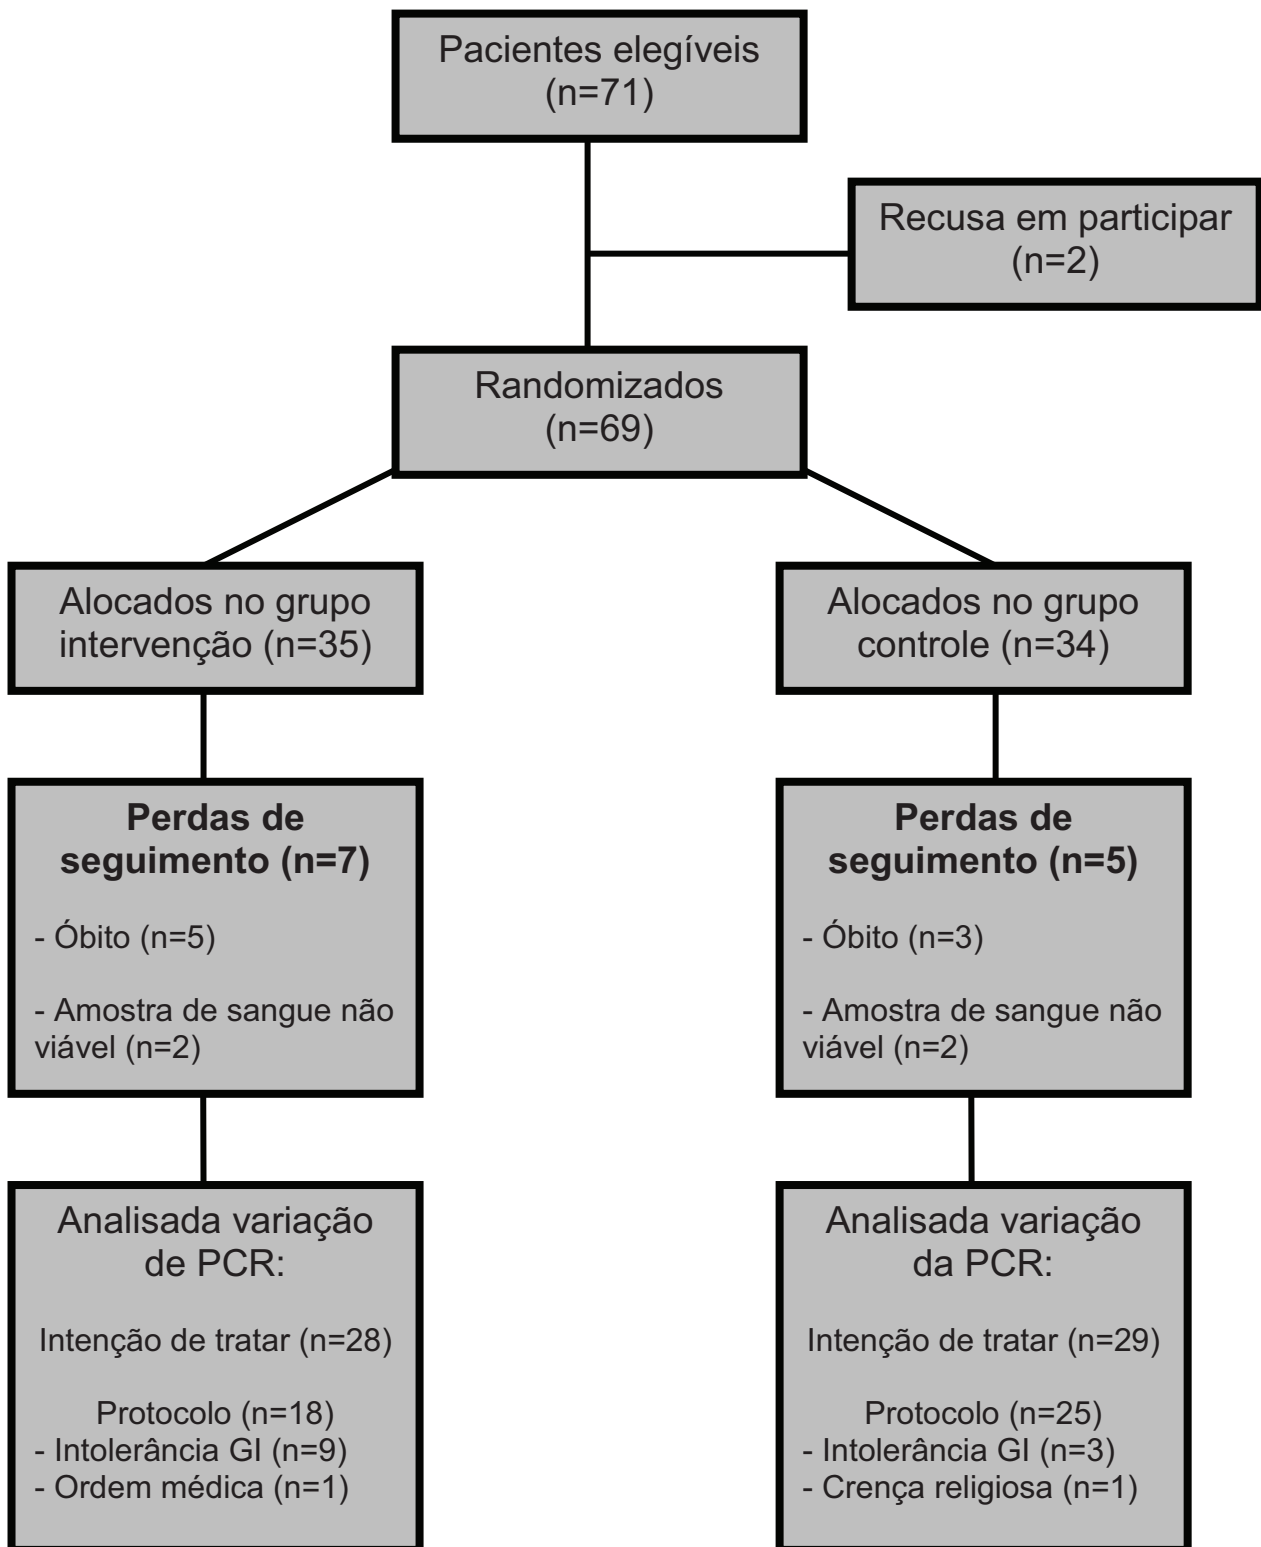 Pacientes elegíveis
(n=71)
Recusa em participar
(n=2)
Randomizados
(n=69)
Alocados no grupo
intervenção (n=35)
Alocados no grupo
controle (n=34)
Perdas de
seguimento (n=7)
- Óbito (n=5)
- Amostra de sangue não
viável (n=2)
Perdas de
seguimento (n=5)
- Óbito (n=3)
- Amostra de sangue não
viável (n=2)
Analisada variação
de PCR:
Intenção de tratar (n=28)
Protocolo (n=18)
- Intolerância GI (n=9)
- Ordem médica (n=1)
Analisada variação
da PCR:
Intenção de tratar (n=29)
Protocolo (n=25)
- Intolerância GI (n=3)
- Crença religiosa (n=1)